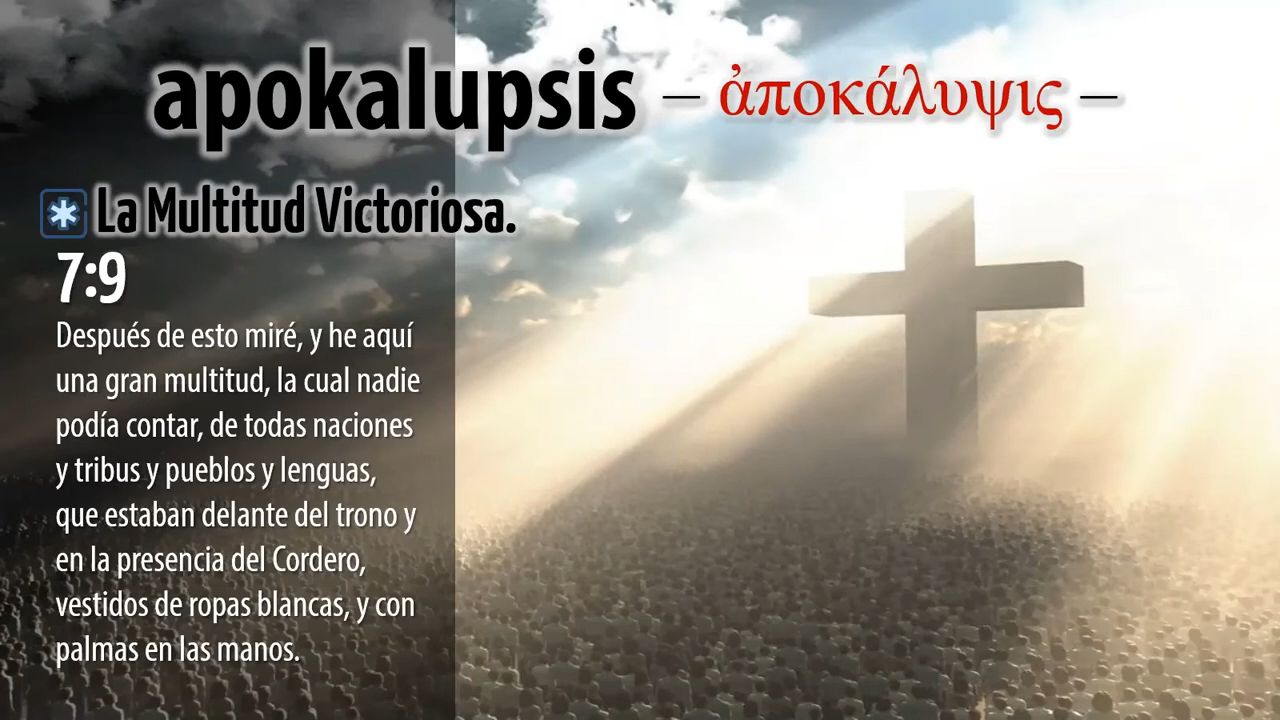 apokalupsis – ἀποκάλυψις –
La Multitud Victoriosa.
7:9
Después de esto miré, y he aquí
una gran multitud, la cual nadie
podía contar, de todas naciones
y tribus y pueblos y lenguas,
que estaban delante del trono y
en la presencia del Cordero,
vestidos de ropas blancas, y con
palmas en las manos.